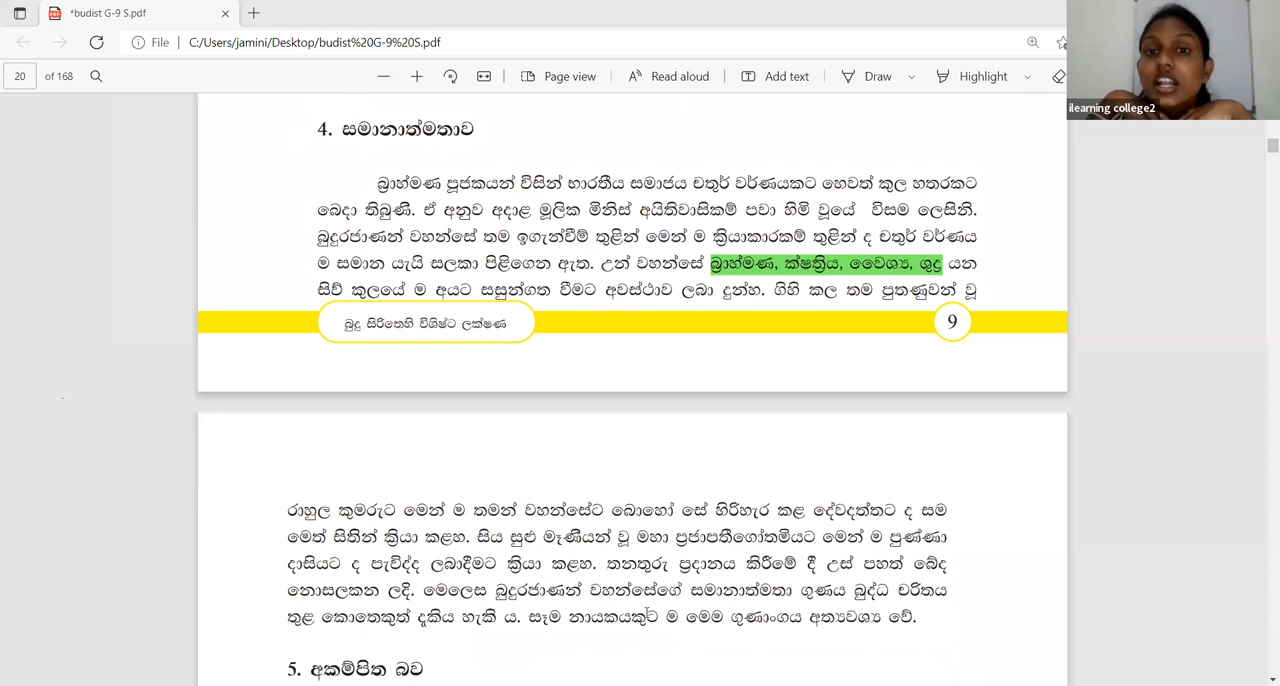 *budist G-9 S.pdf
File
C:/Users/jamini/Desktop/budist%20G-9%20S.pdf
20 of 168
Page view
Read aloud
Add text
Draw
Highlight
ilearning college2
4. සමානාත්මතාව
බ්‍රාහ්මණ පූජකයන් විසින් භාරතීය සමාජය චතුර් වර්ණයකට හෙවත් කුල හතරකට
බෙදා තිබුණි. ඒ අනුව අදාළ මූලික මිනිස් අයිතිවාසිකම් පවා හිමි වූයේ විසම ලෙසිනි.
බුදුරජාණන් වහන්සේ තම ඉගැන්වීම් තුළින් මෙන් ම ක්‍රියාකාරකම් තුළින් ද චතුර් වර්ණය
ම සමාන යැයි සලකා පිළිගෙන ඇත. උන් වහන්සේ බ්‍රාහ්මණ, ක්ෂත්‍රිය, වෛශ්‍ය, ශුද්‍ර යන
සිව් කුලයේ ම අයට සසුන්ගත වීමට අවස්ථාව ලබා දුන්හ. ගිහි කල තම පුතණුවන් වූ
බුදු සිරිතෙහි විශිෂ්ට ලක්ෂණ
9
රාහුල කුමරුට මෙන් ම තමන් වහන්සේට බොහෝ සේ හිරිහැර කළ දේවදත්තට ද සම
මෙත් සිතින් ක්‍රියා කළහ. සිය සුළු මෑණියන් වූ මහා ප්‍රජාපතීගෝතමියට මෙන් ම පුණ්ණා
දාසියට ද පැවිද්ද ලබාදීමට ක්‍රියා කළහ. තනතුරු ප්‍රදානය කිරීමේ දී උස් පහත් බේද
නොසලකන ලදි. මෙලෙස බුදුරජාණන් වහන්සේගේ සමානාත්මතා ගුණය බුද්ධ චරිතය
තුළ කොතෙකුත් දැකිය හැකි ය. සෑම නායකයකුට ම මෙම ගුණාංගය අත්‍යවශ්‍ය වේ.
5. අකම්පිත බව